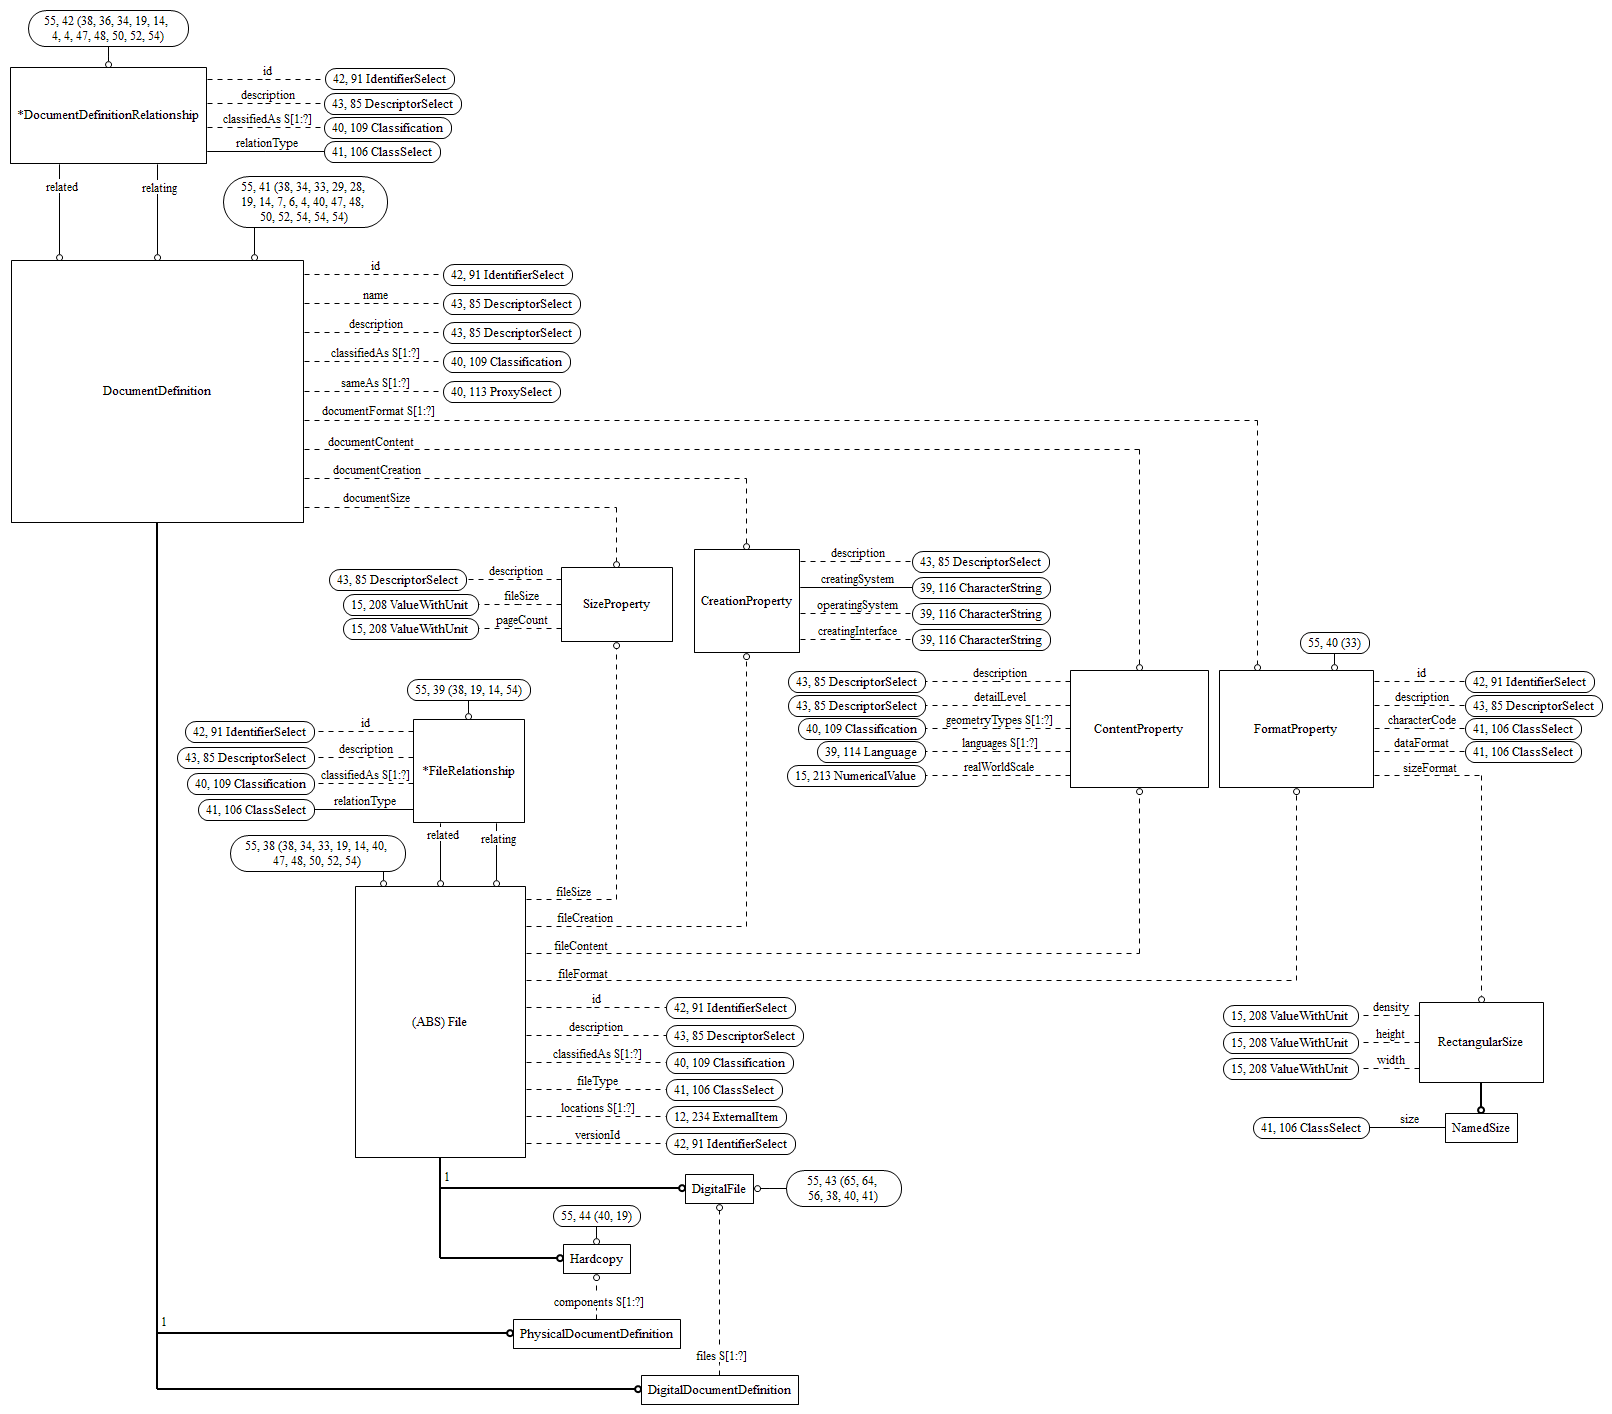 55, 42 (38, 36, 34, 19, 14,
4, 4, 47, 48, 50, 52, 54)
*DocumentDefinitionRelationship
id
42, 91 IdentifierSelect
description
43, 85 DescriptorSelect
classifiedAs S[1:?]
40, 109 Classification
relationType
41, 106 ClassSelect
related
relating
55, 41 (38, 34, 33, 29, 28,
19, 14, 7, 6, 4, 40, 47, 48,
50, 52, 54, 54, 54)
DocumentDefinition
id
42, 91 IdentifierSelect
name
43, 85 DescriptorSelect
description
43, 85 DescriptorSelect
classifiedAs S[1:?]
40, 109 Classification
sameAs S[1:?]
40, 113 ProxySelect
documentFormat S[1:?]
documentContent
documentCreation
documentSize
description
43, 85 DescriptorSelect
fileSize
15, 208 ValueWithUnit
pageCount
15, 208 ValueWithUnit
SizeProperty
CreationProperty
description
43, 85 DescriptorSelect
creatingSystem
39, 116 CharacterString
operatingSystem
39, 116 CharacterString
creatingInterface
39, 116 CharacterString
description
43, 85 DescriptorSelect
detailLevel
43, 85 DescriptorSelect
geometryTypes S[1:?]
40, 109 Classification
languages S[1:?]
39, 114 Language
realWorldScale
15, 213 NumericalValue
ContentProperty
55, 40 (33)
FormatProperty
id
42, 91 IdentifierSelect
description
43, 85 DescriptorSelect
characterCode
41, 106 ClassSelect
dataFormat
41, 106 ClassSelect
sizeFormat
55, 39 (38, 19, 14, 54)
id
42, 91 IdentifierSelect
description
43, 85 DescriptorSelect
classifiedAs S[1:?]
40, 109 Classification
relationType
41, 106 ClassSelect
*FileRelationship
related
relating
55, 38 (38, 34, 33, 19, 14, 40,
47, 48, 50, 52, 54)
(ABS) File
fileSize
fileCreation
fileContent
fileFormat
id
42, 91 IdentifierSelect
description
43, 85 DescriptorSelect
classifiedAs S[1:?]
40, 109 Classification
fileType
41, 106 ClassSelect
locations S[1:?]
12, 234 ExternalItem
versionId
42, 91 IdentifierSelect
density
15, 208 ValueWithUnit
height
15, 208 ValueWithUnit
width
15, 208 ValueWithUnit
RectangularSize
size
41, 106 ClassSelect
NamedSize
1
DigitalFile
55, 43 (65, 64,
56, 38, 40, 41)
55, 44 (40, 19)
Hardcopy
components S[1:?]
1
PhysicalDocumentDefinition
files S[1:?]
DigitalDocumentDefinition